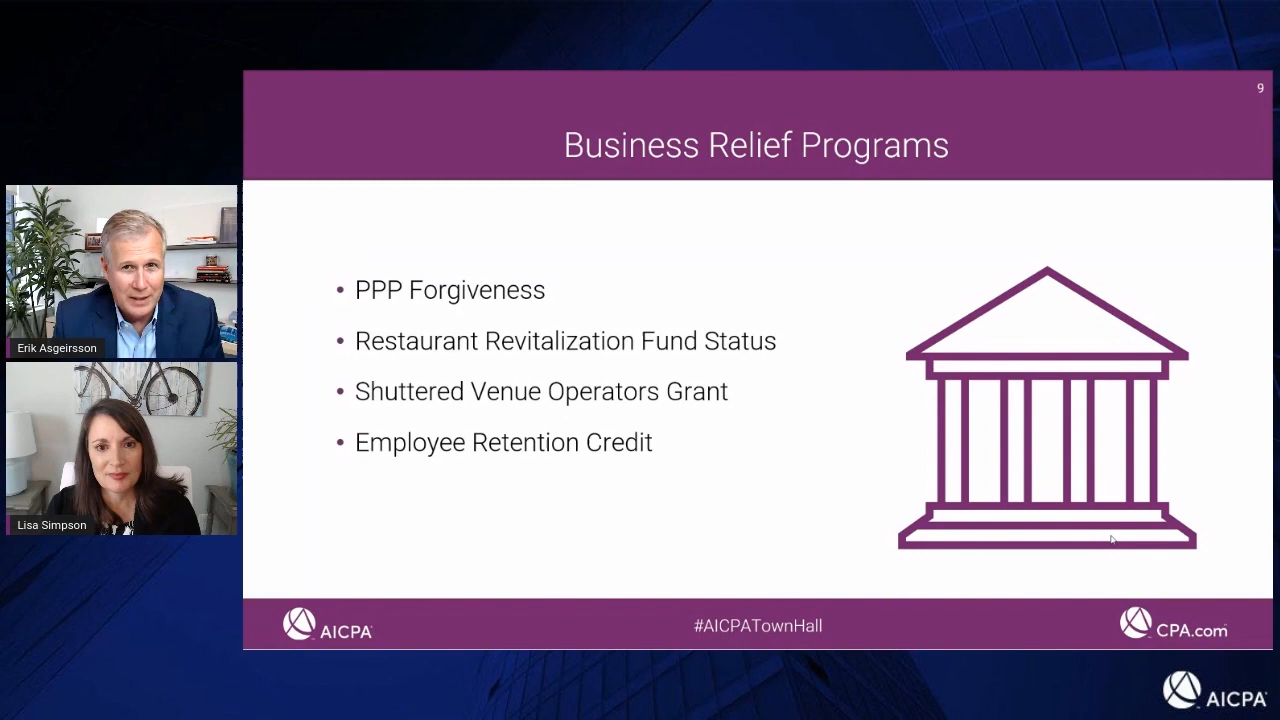 9
Business Relief Programs
• PPP Forgiveness
• Restaurant Revitalization Fund Status
• Shuttered Venue Operators Grant
• Employee Retention Credit
Erik Asgeirsson
Lisa Simpson
AICPA
#AICPATownHall
CPA.com
AICPA